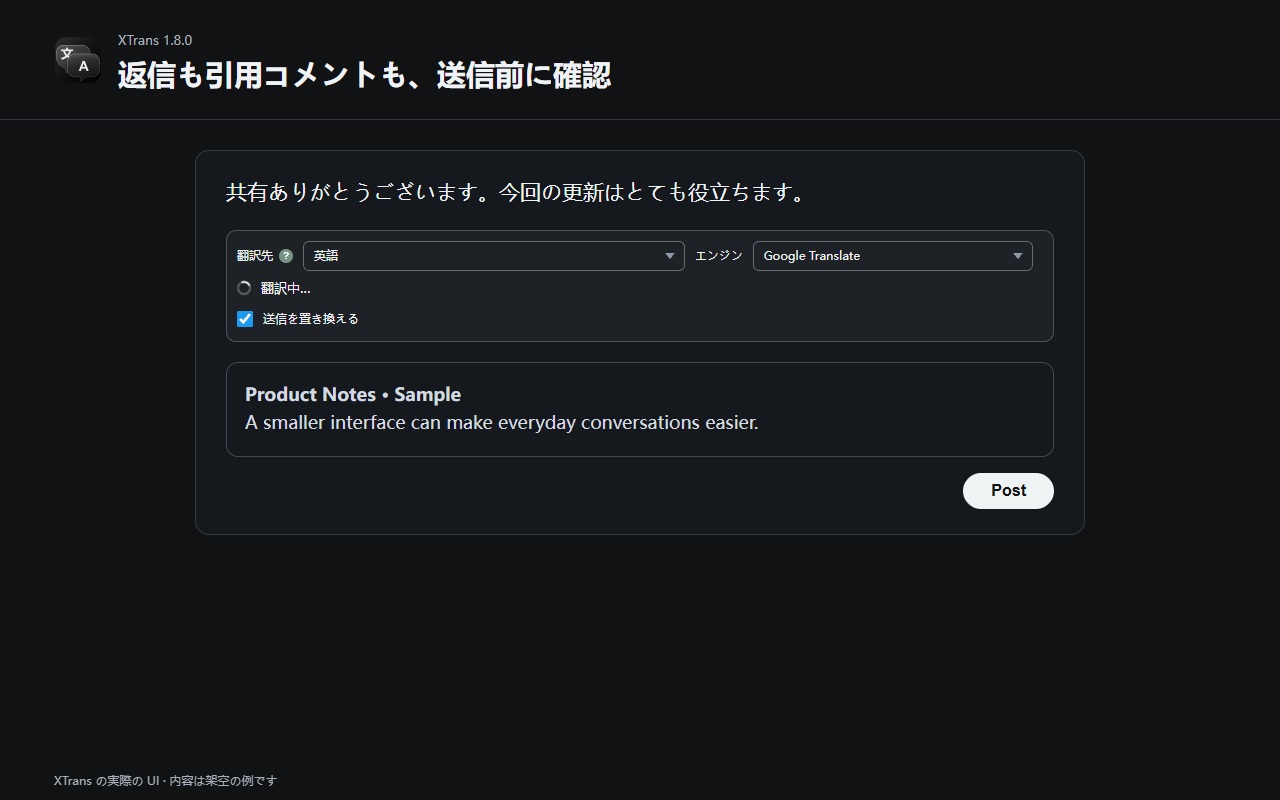 XTrans 1.8.0
文
A
返信も引用コメントも、送信前に確認
共有ありがとうございます。今回の更新はとても役立ちます。
翻訳先 ? 英語 エンジン Google Translate
翻訳中...
送信を置き換える
Product Notes • Sample
A smaller interface can make everyday conversations easier.
Post
XTrans の実際の UI · 内容は架空の例です